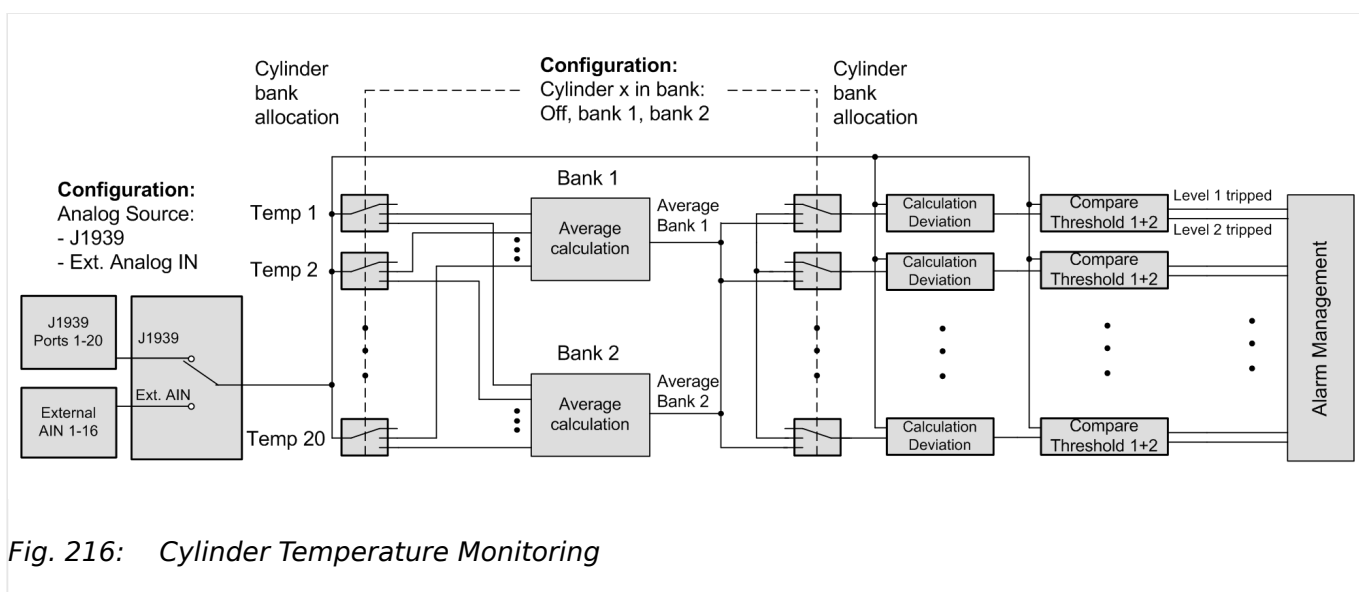 Cylinder
bank
allocation
Configuration:
Cylinder x in bank:
Off, bank 1, bank 2
Cylinder
bank
allocation
Configuration:
Analog Source:
- J1939
- Ext. Analog IN
J1939
Ports 1-20
External
AIN 1-16
J1939
Ext. AIN
Temp 1
Temp 2
Temp 20
Bank 1
Average
calculation
Average
Bank 1
Bank 2
Average
calculation
Average
Bank 2
Calculation
Deviation
Compare
Threshold 1+2
Level 1 tripped
Level 2 tripped
Calculation
Deviation
Compare
Threshold 1+2
Calculation
Deviation
Compare
Threshold 1+2
Alarm Management
Fig. 216: Cylinder Temperature Monitoring